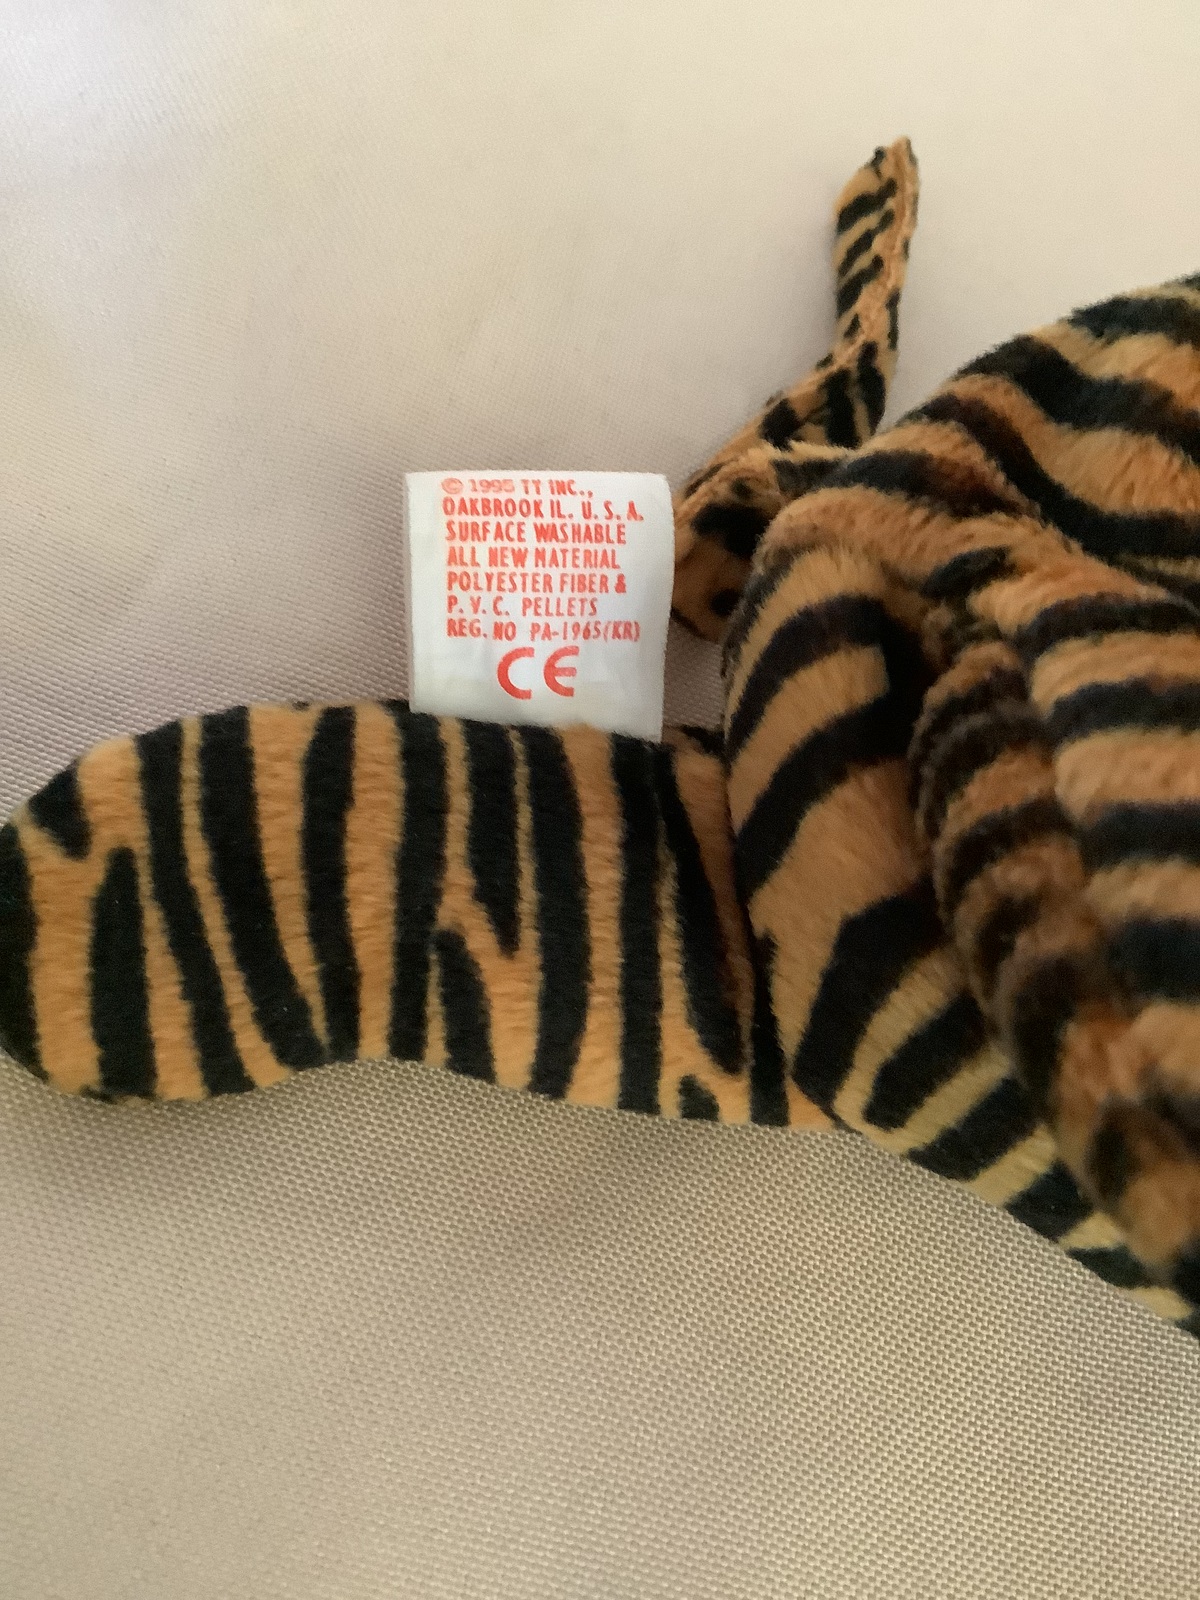 © 1995 TY INC.,
OAKBROOK IL. U. S. A.
SURFACE WASHABLE
ALL NEW MATERIAL
POLYESTER FIBER &
P. V. C. PELLETS
REG. NO PA-1965(KR)
CE